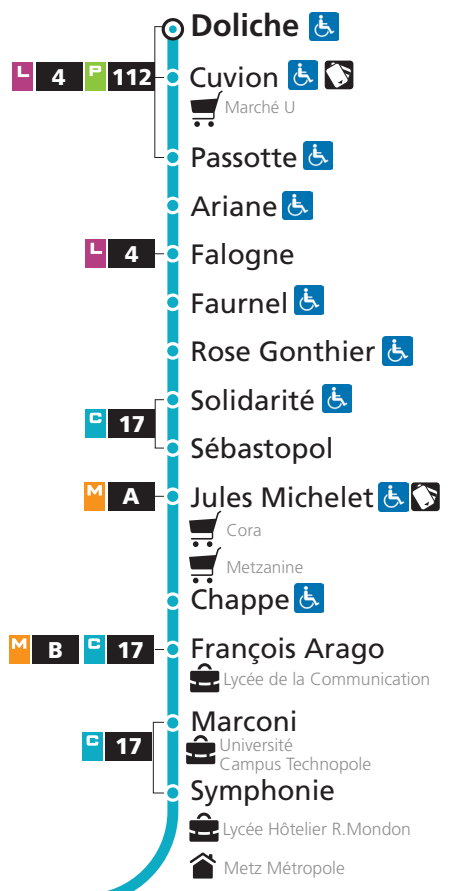 Doliche
L 4 P 112 Cuvion
Marché U
Passotte
Ariane
L 4 Falogne
Faurnel
Rose Gonthier
Solidarité
C 17
Sébastopol
M A Jules Michelet
Cora
Metzanine
Chappe
M B C 17 François Arago
Lycée de la Communication
Marconi
C 17
Université
Campus Technopole
Symphonie
Lycée Hôtelier R.Mondon
Metz Métropole